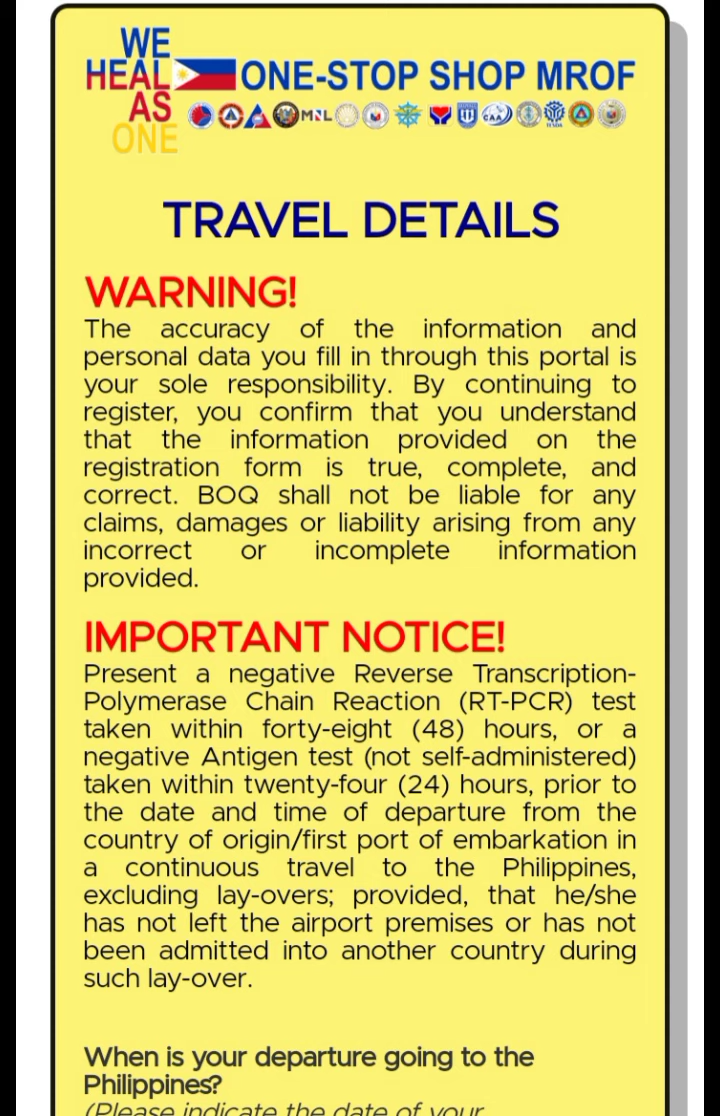 WE
HEAL
AS
ONE
ONE-STOP SHOP MROF
MNL
CAA
TRAVEL DETAILS
WARNING!
The accuracy of the information and
personal data you fill in through this portal is
your sole responsibility. By continuing to
register, you confirm that you understand
that the information provided on the
registration form is true, complete, and
correct. BOQ shall not be liable for any
claims, damages or liability arising from any
incorrect or incomplete information
provided.
IMPORTANT NOTICE!
Present a negative Reverse Transcription-
Polymerase Chain Reaction (RT-PCR) test
taken within forty-eight (48) hours, or a
negative Antigen test (not self-administered)
taken within twenty-four (24) hours, prior to
the date and time of departure from the
country of origin/first port of embarkation in
a continuous travel to the Philippines,
excluding lay-overs; provided, that he/she
has not left the airport premises or has not
been admitted into another country during
such lay-over.
When is your departure going to the
Philippines?
(Please indicate the date of your